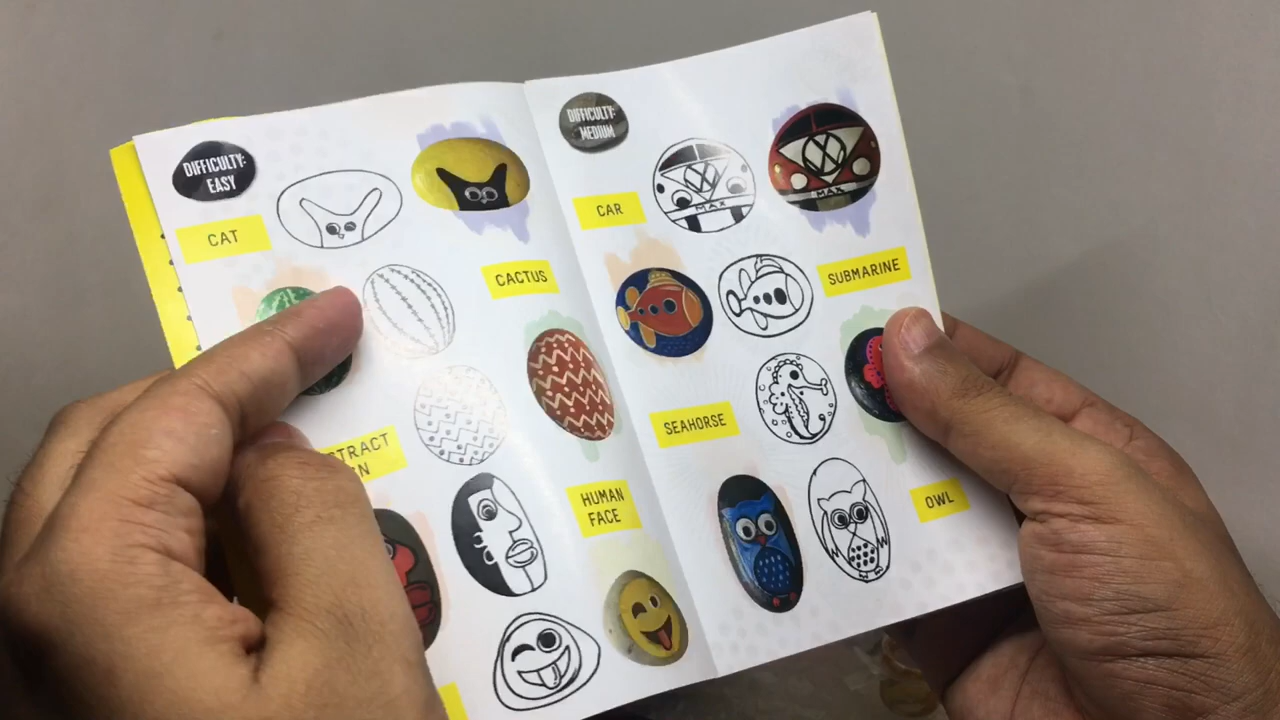 DIFFICULTY:
EASY
CAT
CACTUS
HUMAN
FACE
DIFFICULTY:
MEDIUM
CAR
MAX
MAX
SUBMARINE
SEAHORSE
OWL